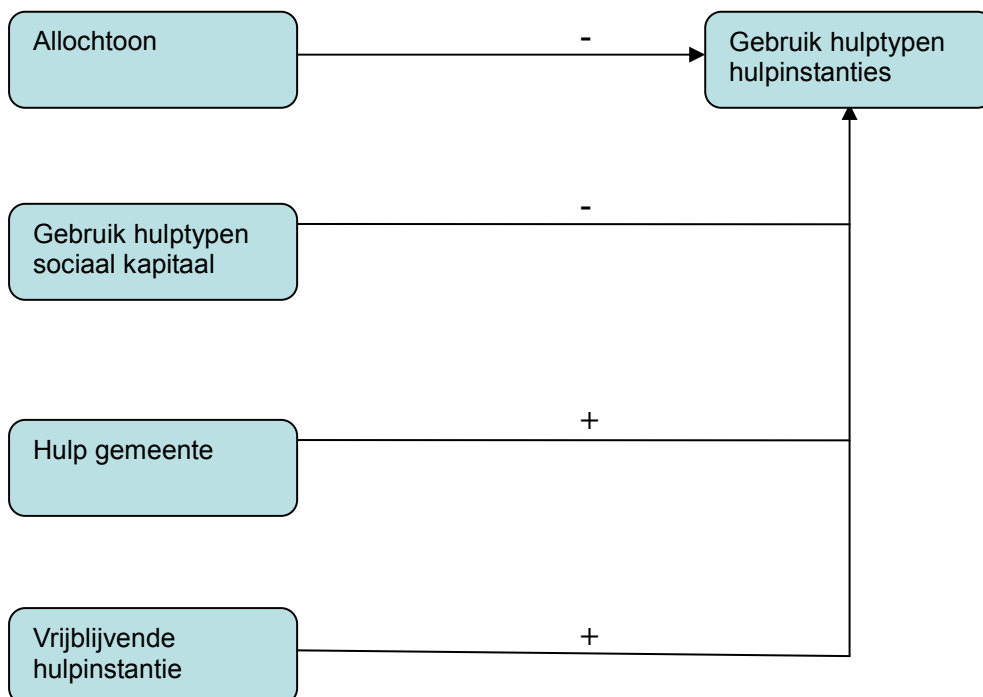 Allochtoon
-
Gebruik hulptypen
hulpinstanties
-
Gebruik hulptypen
sociaal kapitaal
+
Hulp gemeente
+
Vrijblijvende
hulpinstantie